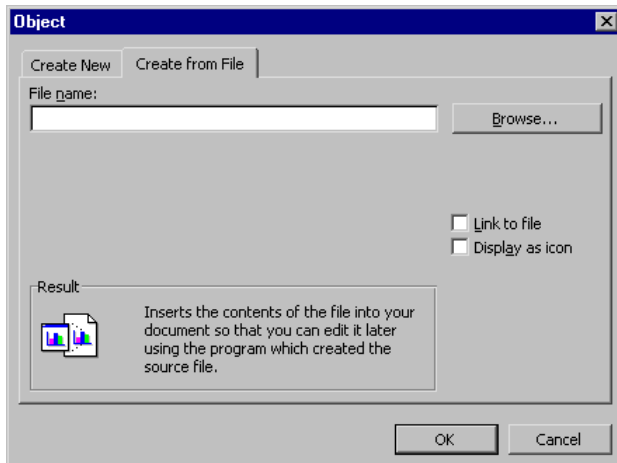 Object
Create New
Create from File
File name:
Browse...
Link to file
Display as icon
Result
Inserts the contents of the file into your
document so that you can edit it later
using the program which created the
source file.
OK
Cancel